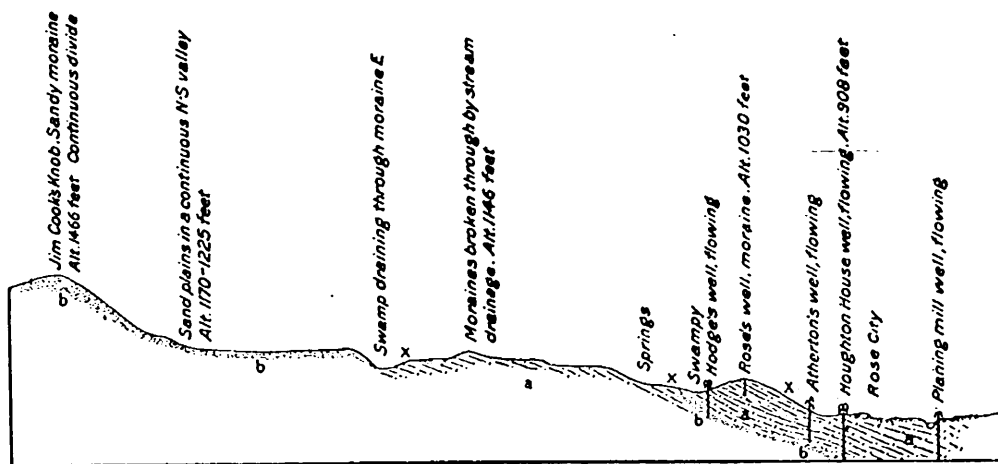 Jim Cook's Knob. Sandy moraine
Alt. 1466 feet Continuous divide
Sand plains in a continuous N-S valley
Alt. 1170-1225 feet
Swamp draining through moraine E
Moraines broken through by stream
drainage. Alt. 1146 feet
Springs
Swampy
Hodge's well, flowing
Rose's well, moraine. Alt. 1030 feet
Atherton's well, flowing
Houghton House well, flowing. Alt. 908 feet
Rose City
Planing mill well, flowing
b
b
x
a
x
b
a
x
b
a